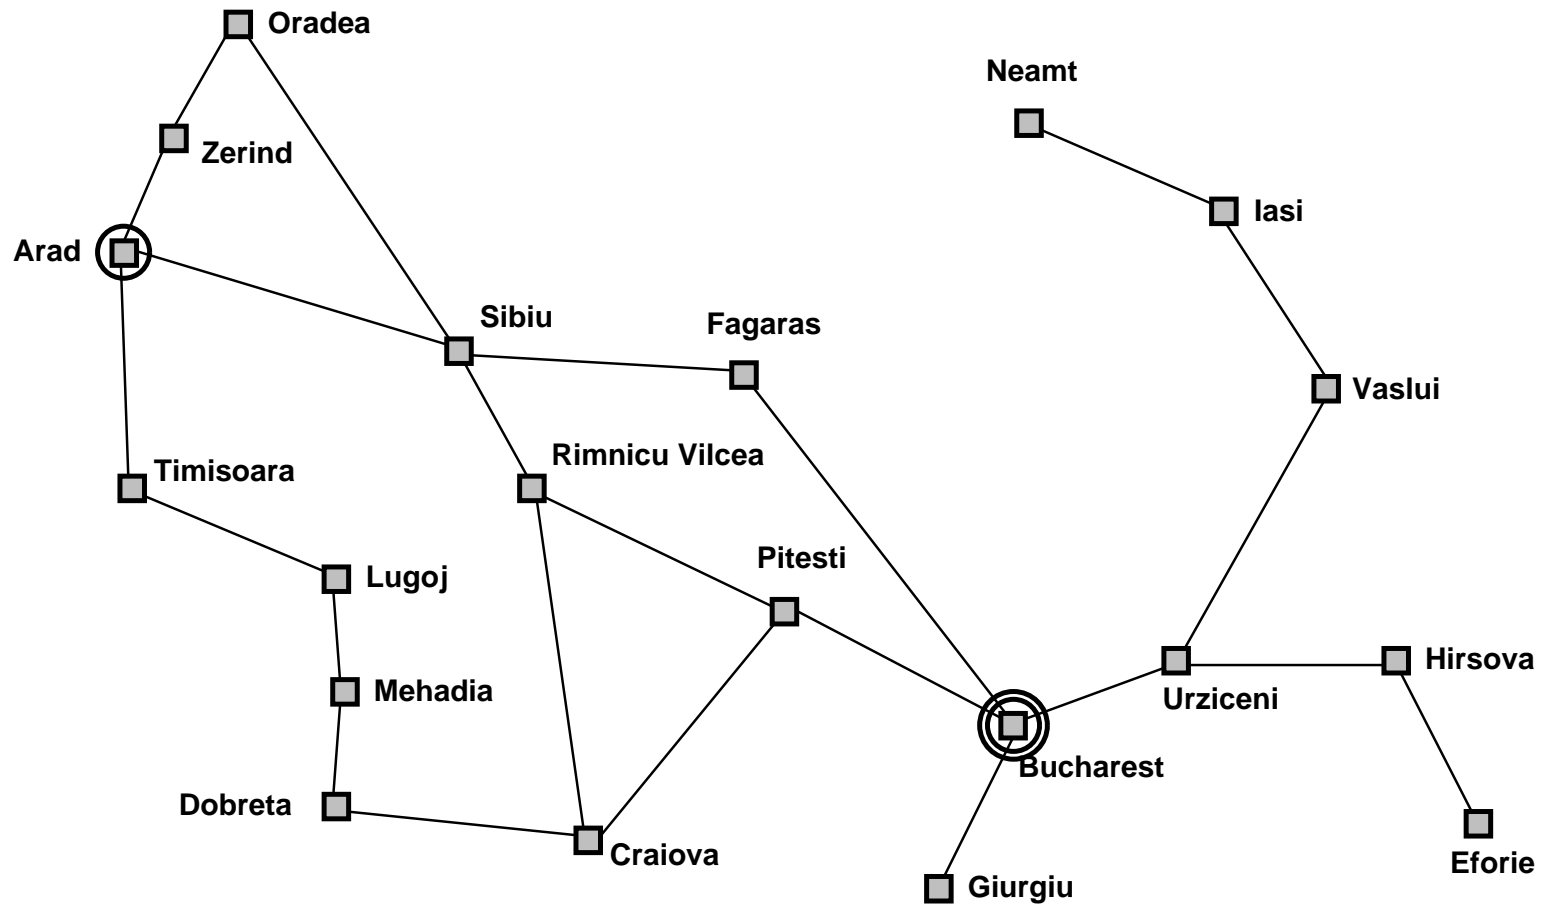 Oradea
Neamt
Zerind
Iasi
Arad
Sibiu
Fagaras
Vaslui
Rimnicu Vilcea
Timisoara
Pitesti
Lugoj
Hirsova
Mehadia
Urziceni
Bucharest
Dobreta
Craiova
Eforie
Giurgiu